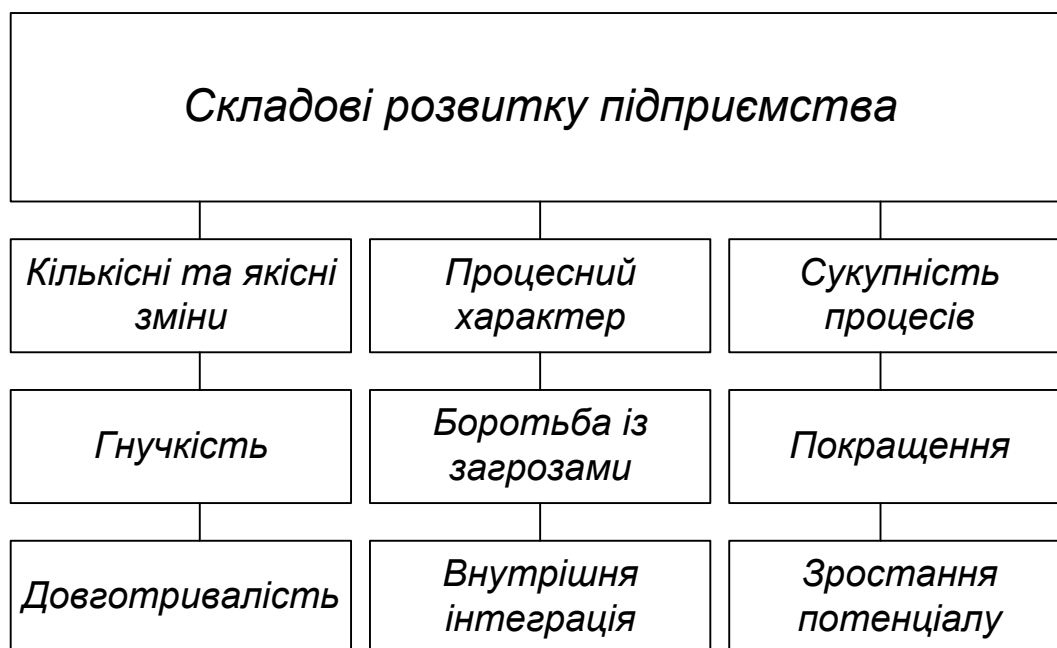 Складові розвитку підприємства
Кількісні та якісні
зміни
Процесний
характер
Сукупність
процесів
Гнучкість
Боротьба із
загрозами
Покращення
Довготривалість
Внутрішня
інтеграція
Зростання
потенціалу